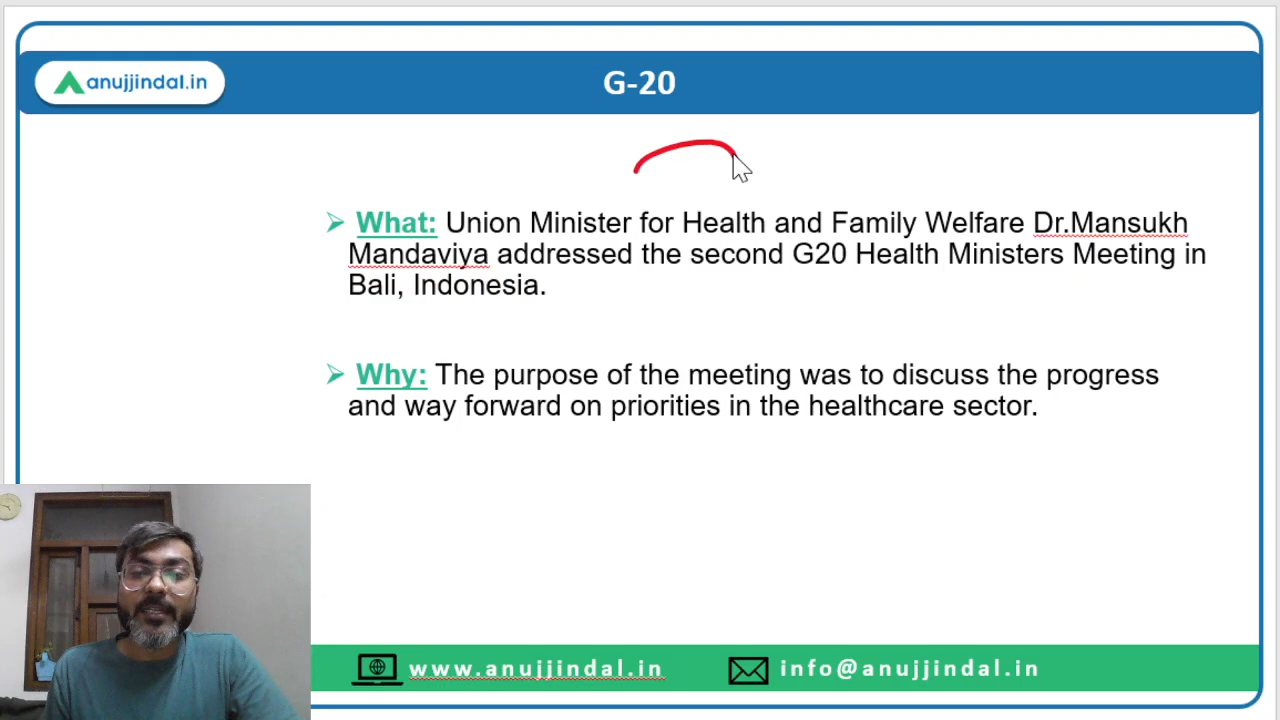 anujjindal.in
G-20
What: Union Minister for Health and Family Welfare Dr.Mansukh
Mandaviya addressed the second G20 Health Ministers Meeting in
Bali, Indonesia.
Why: The purpose of the meeting was to discuss the progress
and way forward on priorities in the healthcare sector.
www.anujjindal.in
info@anujjindal.in